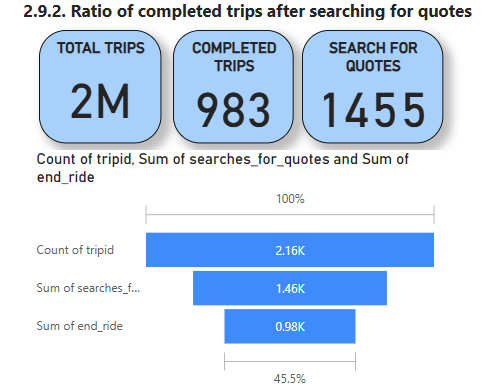 2.9.2. Ratio of completed trips after searching for quotes
TOTAL TRIPS
2M
COMPLETED
TRIPS
983
SEARCH FOR
QUOTES
1455
Count of tripid, Sum of searches_for_quotes and Sum of
end_ride
100%
Count of tripid
2.16K
Sum of searches_f...
1.46K
Sum of end_ride
0.98K
45.5%